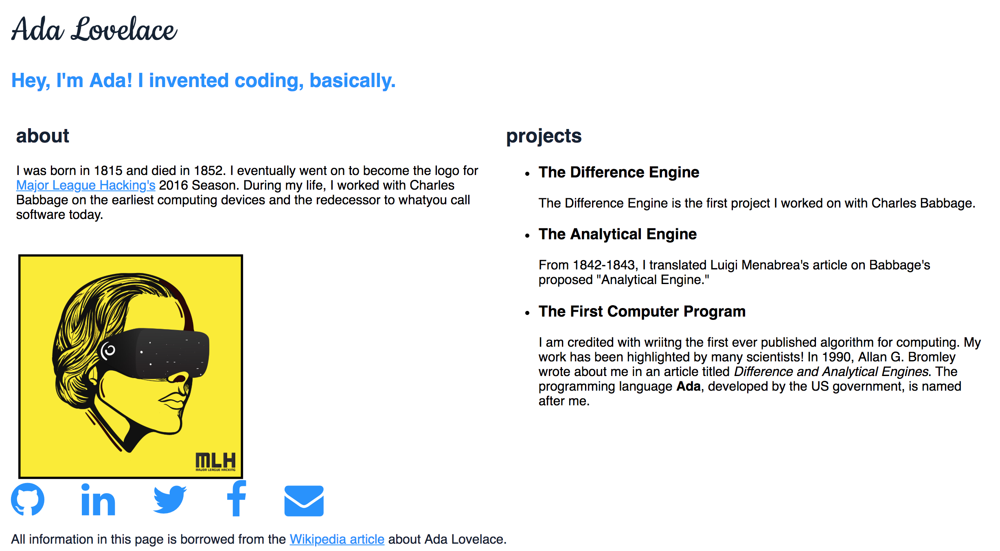 Ada Lovelace
Hey, I'm Ada! I invented coding, basically.
about
I was born in 1815 and died in 1852. I eventually went on to become the logo for
Major League Hacking's 2016 Season. During my life, I worked with Charles
Babbage on the earliest computing devices and the redecessor to whatyou call
software today.
MLH
MAJOR LEAGUE HACKING
projects
• The Difference Engine
The Difference Engine is the first project I worked on with Charles Babbage.
• The Analytical Engine
From 1842-1843, I translated Luigi Menabrea's article on Babbage's
proposed "Analytical Engine."
• The First Computer Program
I am credited with wriitng the first ever published algorithm for computing. My
work has been highlighted by many scientists! In 1990, Allan G. Bromley
wrote about me in an article titled Difference and Analytical Engines. The
programming language Ada, developed by the US government, is named
after me.
All information in this page is borrowed from the Wikipedia article about Ada Lovelace.